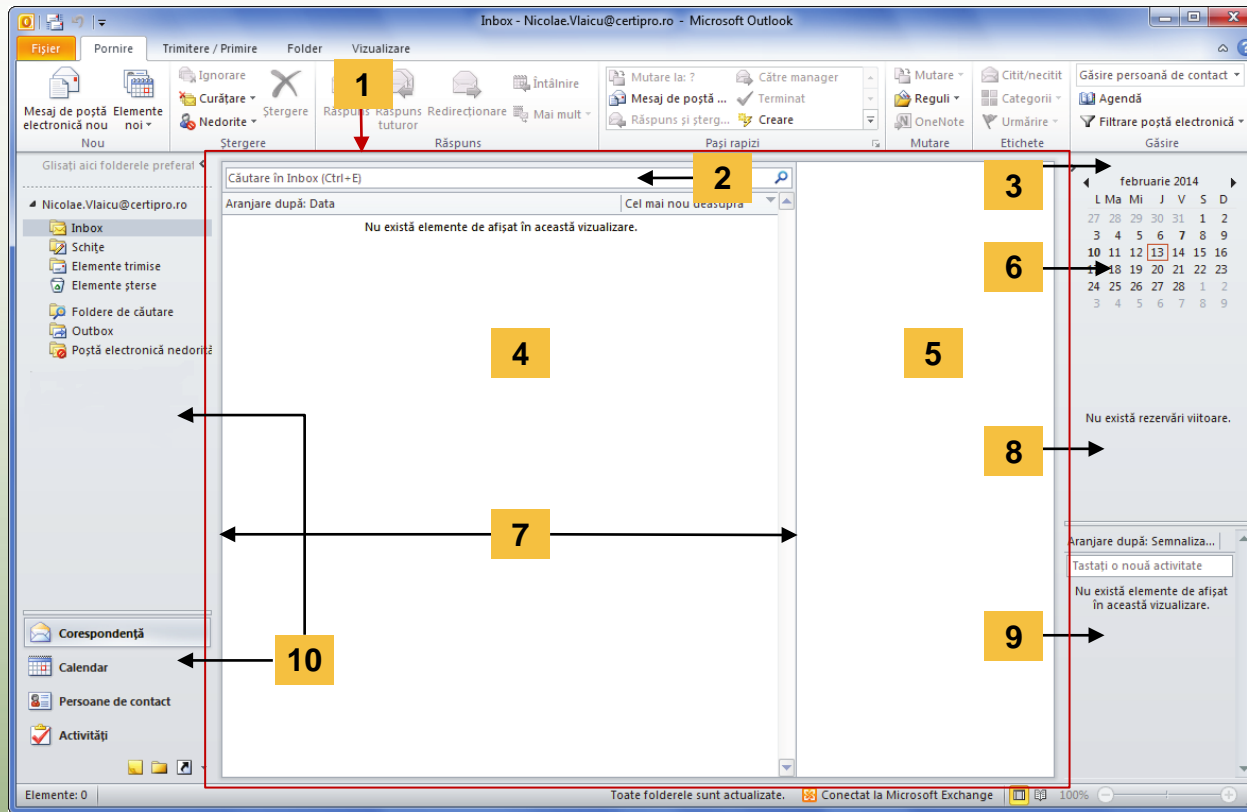 Inbox - Nicolae.Vlaicu@certipro.ro - Microsoft Outlook
Fișier Pornire Trimitere / Primire Folder Vizualizare
Mesaj de poștă electronică nou
Elemente noi
Nou
Ignorare
Curățare
Nedorite
Ștergere
Ștergere
Răspuns
Răspuns tuturor
Redirecționare
Întâlnire
Mai mult
Răspuns
Mutare la: ?
Mesaj de poștă ...
Răspuns și șterg...
Către manager
Terminat
Creare
Pași rapizi
Mutare
Reguli
OneNote
Mutare
Citit/necitit
Categorii
Urmărire
Etichete
Găsire persoană de contact
Agendă
Filtrare poștă electronică
Găsire
1
Glisați aici folderele preferat
Nicolae.Vlaicu@certipro.ro
Inbox
Schițe
Elemente trimise
Elemente șterse
Foldere de căutare
Outbox
Poștă electronică nedorită
Căutare în Inbox (Ctrl+E)
2
Aranjare după: Data Cel mai nou deasupra
Nu există elemente de afișat în această vizualizare.
3
februarie 2014
L Ma Mi J V S D
27 28 29 30 31 1 2
3 4 5 6 7 8 9
10 11 12 13 14 15 16
18 19 20 21 22 23
24 25 26 27 28 1 2
3 4 5 6 7 8 9
6
4
5
Nu există rezervări viitoare.
8
7
Aranjare după: Semnaliza...
Tastați o nouă activitate
Nu există elemente de afișat
în această vizualizare.
9
Corespondență
10
Calendar
Persoane de contact
Activități
Elemente: 0 Toate folderele sunt actualizate. Conectat la Microsoft Exchange 100%